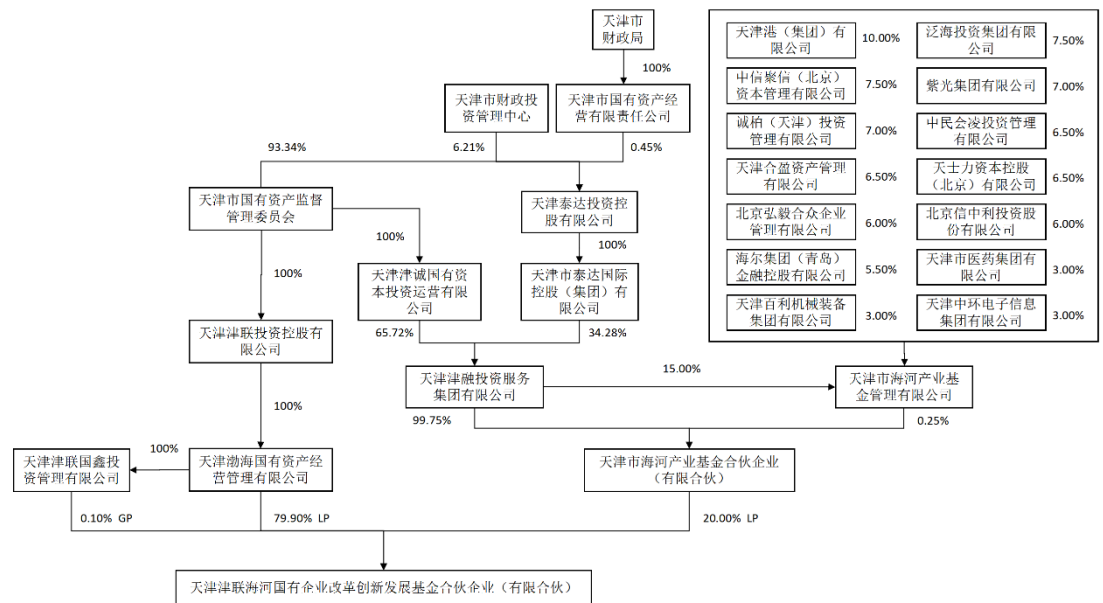 天津市
财政局
100%
天津市财政投
资管理中心
天津市国有资产经
营有限责任公司
93.34%
6.21%
0.45%
天津市国有资产监督
管理委员会
天津泰达投资控
股有限公司
100%
100%
100%
天津津诚国有资
本投资运营有限
公司
天津市泰达国际
控股（集团）有
限公司
65.72%
34.28%
天津津联投资控股有
限公司
天津津融投资服务
集团有限公司
15.00%
天津市海河产业基
金管理有限公司
100%
99.75%
0.25%
天津津联国鑫投
资管理有限公司
100%
天津渤海国有资产经
营管理有限公司
天津市海河产业基金合伙企业
（有限合伙）
0.10% GP
79.90% LP
20.00% LP
天津津联海河国有企业改革创新发展基金合伙企业（有限合伙）
天津港（集团）有
限公司
10.00%
泛海投资集团有限
公司
7.50%
中信聚信（北京）
资本管理有限公司
7.50%
紫光集团有限公司
7.00%
诚柏（天津）投资
管理有限公司
7.00%
中民会凌投资管理
有限公司
6.50%
天津合盈资产管理
有限公司
6.50%
天士力资本控股
（北京）有限公司
6.50%
北京弘毅合众企业
管理有限公司
6.00%
北京信中利投资股
份有限公司
6.00%
海尔集团（青岛）
金融控股有限公司
5.50%
天津市医药集团有
限公司
3.00%
天津百利机械装备
集团有限公司
3.00%
天津中环电子信息
集团有限公司
3.00%